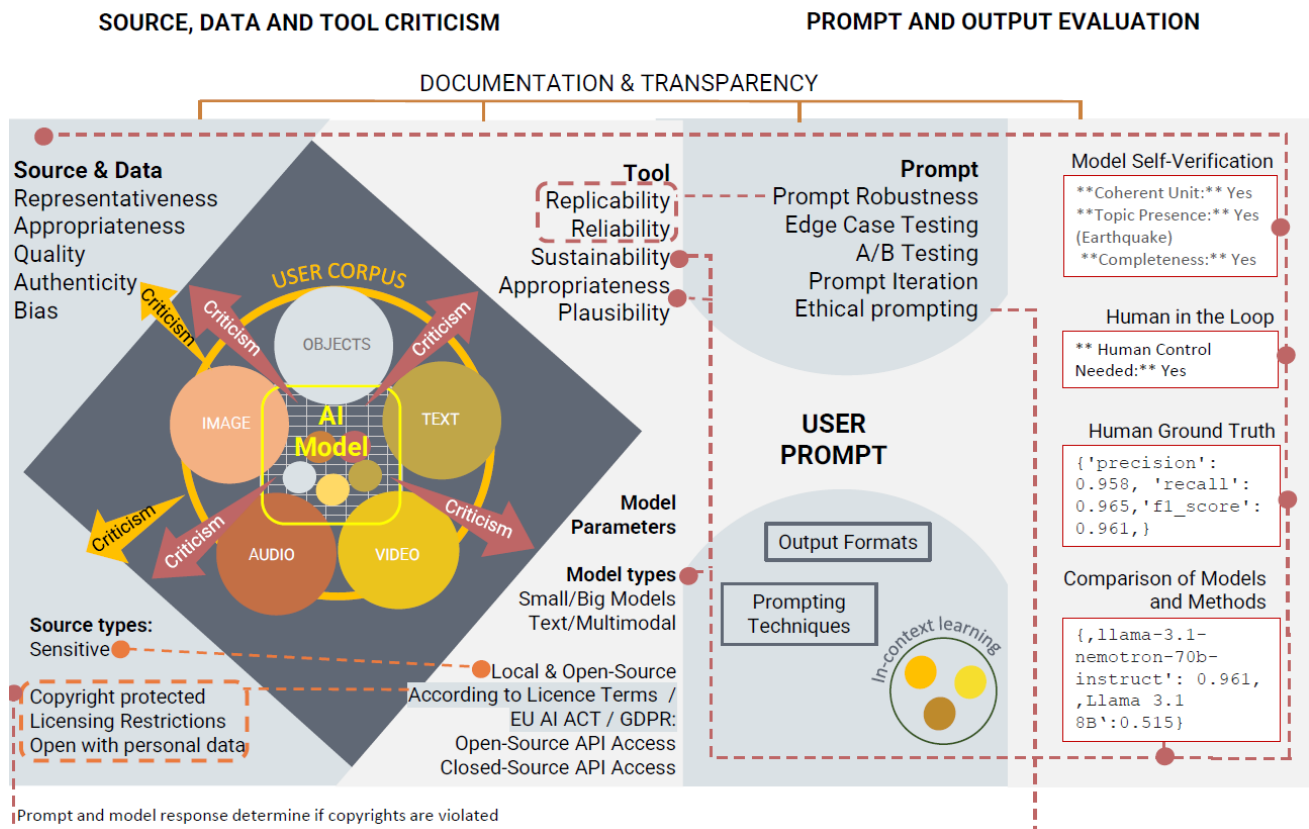 SOURCE, DATA AND TOOL CRITICISM
PROMPT AND OUTPUT EVALUATION
DOCUMENTATION & TRANSPARENCY
Source & Data
Representativeness
Appropriateness
Quality
Authenticity
Bias
USER CORPUS
Criticism
Criticism
Criticism
Criticism
Criticism
Criticism
OBJECTS
IMAGE
TEXT
AI
Model
AUDIO
VIDEO
Source types:
Sensitive
Copyright protected
Licensing Restrictions
Open with personal data
Tool
Replicability
Reliability
Sustainability
Appropriateness
Plausibility
Model
Parameters
Model types
Small/Big Models
Text/Multimodal
Local & Open-Source
According to Licence Terms /
EU AI ACT / GDPR:
Open-Source API Access
Closed-Source API Access
Prompt
Prompt Robustness
Edge Case Testing
A/B Testing
Prompt Iteration
Ethical prompting
USER
PROMPT
Output Formats
Prompting
Techniques
In-context learning
Model Self-Verification
**Coherent Unit:** Yes
**Topic Presence:** Yes
(Earthquake)
**Completeness:** Yes
Human in the Loop
** Human Control
Needed:** Yes
Human Ground Truth
{'precision':
0.958, 'recall':
0.965,'f1_score':
0.961,}
Comparison of Models
and Methods
{‚llama-3.1-
nemotron-70b-
instruct': 0.961,
‚Llama 3.1
8B‘:0.515}
Prompt and model response determine if copyrights are violated